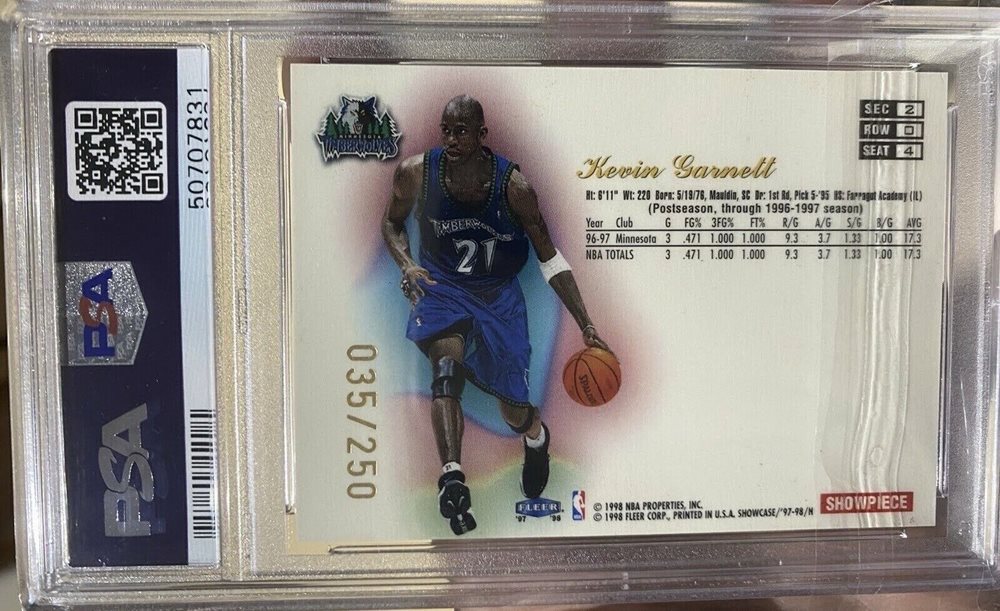 PSA
PSA
50707831
MINNESOTA
TIMBERWOLVES
SEC 2
ROW 0
SEAT 4
Kevin Garnett
Ht: 6'11" Wt: 220 Born: 5/19/76, Mauldin, SC Dr: 1st Rd, Pick 5-'95 HS: Farragut Academy (IL)
(Postseason, through 1996-1997 season)
Year Club G FG% 3FG% FT% R/G A/G S/G B/G AVG
96-97 Minnesota 3 .471 1.000 1.000 9.3 3.7 1.33 1.00 17.3
NBA TOTALS 3 .471 1.000 1.000 9.3 3.7 1.33 1.00 17.3
TIMBERWOLVES
21
SPALDING
035/250
FLEER
'97 '98
© 1998 NBA PROPERTIES, INC.
© 1998 FLEER CORP., PRINTED IN U.S.A. SHOWCASE/'97-98/N
SHOWPIECE